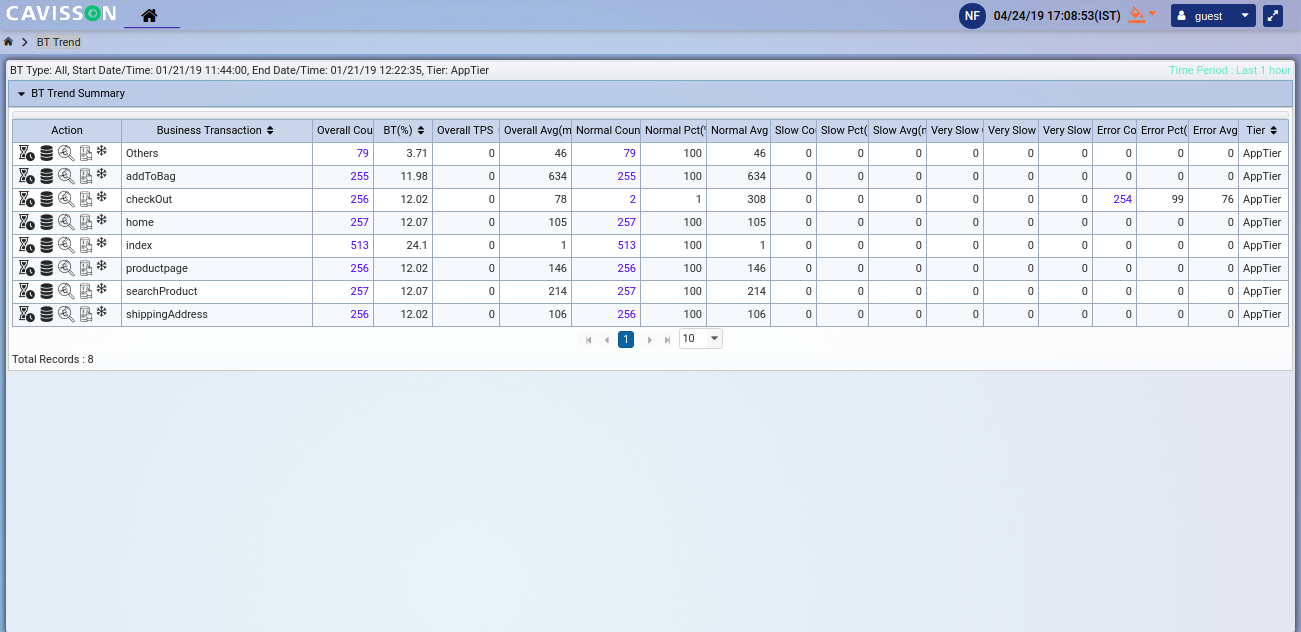 CAVISSON
NF 04/24/19 17:08:53(IST) guest
BT Trend
BT Type: All, Start Date/Time: 01/21/19 11:44:00, End Date/Time: 01/21/19 12:22:35, Tier: AppTier Time Period : Last 1 hour
BT Trend Summary
Action Business Transaction Overall Cou BT(%) Overall TPS Overall Avg(m Normal Coun Normal Pct(% Normal Avg Slow Co Slow Pct( Slow Avg(n Very Slow Very Slow Very Slow Error Co Error Pct( Error Avg Tier
Others 79 3.71 0 46 79 100 46 0 0 0 0 0 0 0 0 0 AppTier
addToBag 255 11.98 0 634 255 100 634 0 0 0 0 0 0 0 0 0 AppTier
checkOut 256 12.02 0 78 2 1 308 0 0 0 0 0 0 254 99 76 AppTier
home 257 12.07 0 105 257 100 105 0 0 0 0 0 0 0 0 0 AppTier
index 513 24.1 0 1 513 100 1 0 0 0 0 0 0 0 0 0 AppTier
productpage 256 12.02 0 146 256 100 146 0 0 0 0 0 0 0 0 0 AppTier
searchProduct 257 12.07 0 214 257 100 214 0 0 0 0 0 0 0 0 0 AppTier
shippingAddress 256 12.02 0 106 256 100 106 0 0 0 0 0 0 0 0 0 AppTier
1 10
Total Records : 8